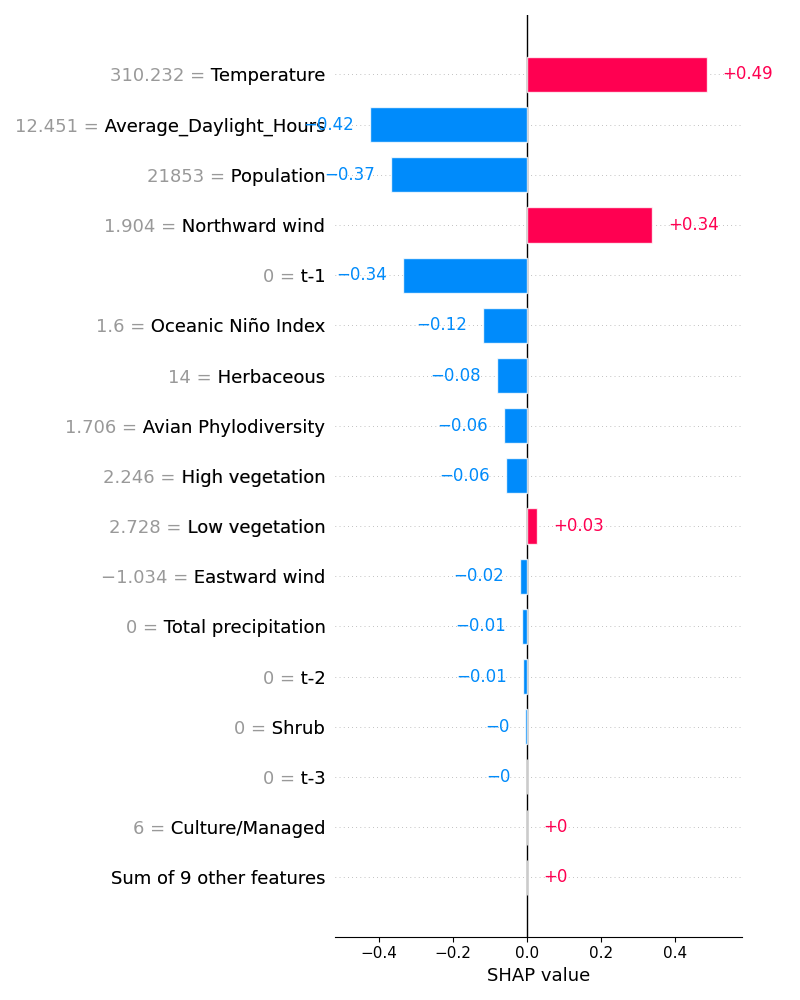 310.232 = Temperature +0.49
12.451 = Average_Daylight_Hours −0.42
21853 = Population −0.37
1.904 = Northward wind +0.34
0 = t-1 −0.34
1.6 = Oceanic Niño Index −0.12
14 = Herbaceous −0.08
1.706 = Avian Phylodiversity −0.06
2.246 = High vegetation −0.06
2.728 = Low vegetation +0.03
−1.034 = Eastward wind −0.02
0 = Total precipitation −0.01
0 = t-2 −0.01
0 = Shrub −0
0 = t-3 −0
6 = Culture/Managed +0
Sum of 9 other features +0
−0.4 −0.2 0.0 0.2 0.4
SHAP value